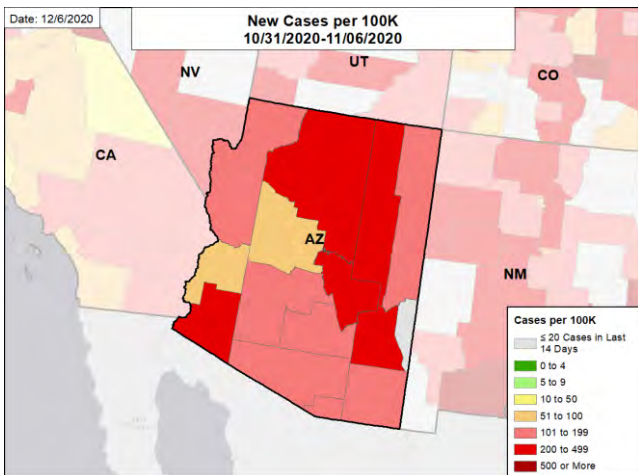 Date: 12/6/2020
New Cases per 100K
10/31/2020-11/06/2020
NV
UT
CO
CA
AZ
NM
Cases per 100K
≤ 20 Cases in Last
14 Days
0 to 4
5 to 9
10 to 50
51 to 100
101 to 199
200 to 499
500 or More